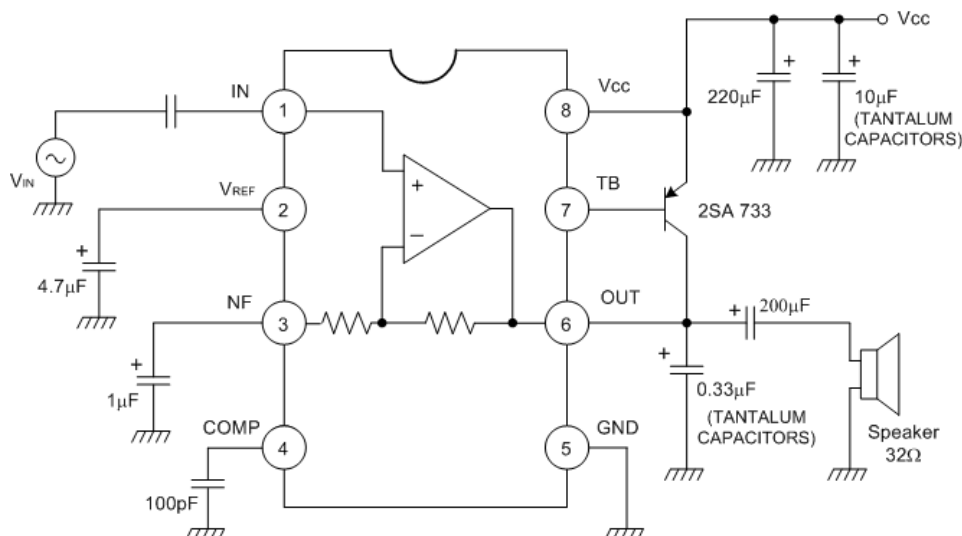 Vcc
IN
1
8
Vcc
220μF
10μF
(TANTALUM
CAPACITORS)
VIN
VREF
2
+
−
TB
7
2SA 733
4.7μF
NF
3
OUT
6
200μF
1μF
0.33μF
(TANTALUM
CAPACITORS)
Speaker
32Ω
COMP
4
GND
5
100pF
+
+
+
+
+
+